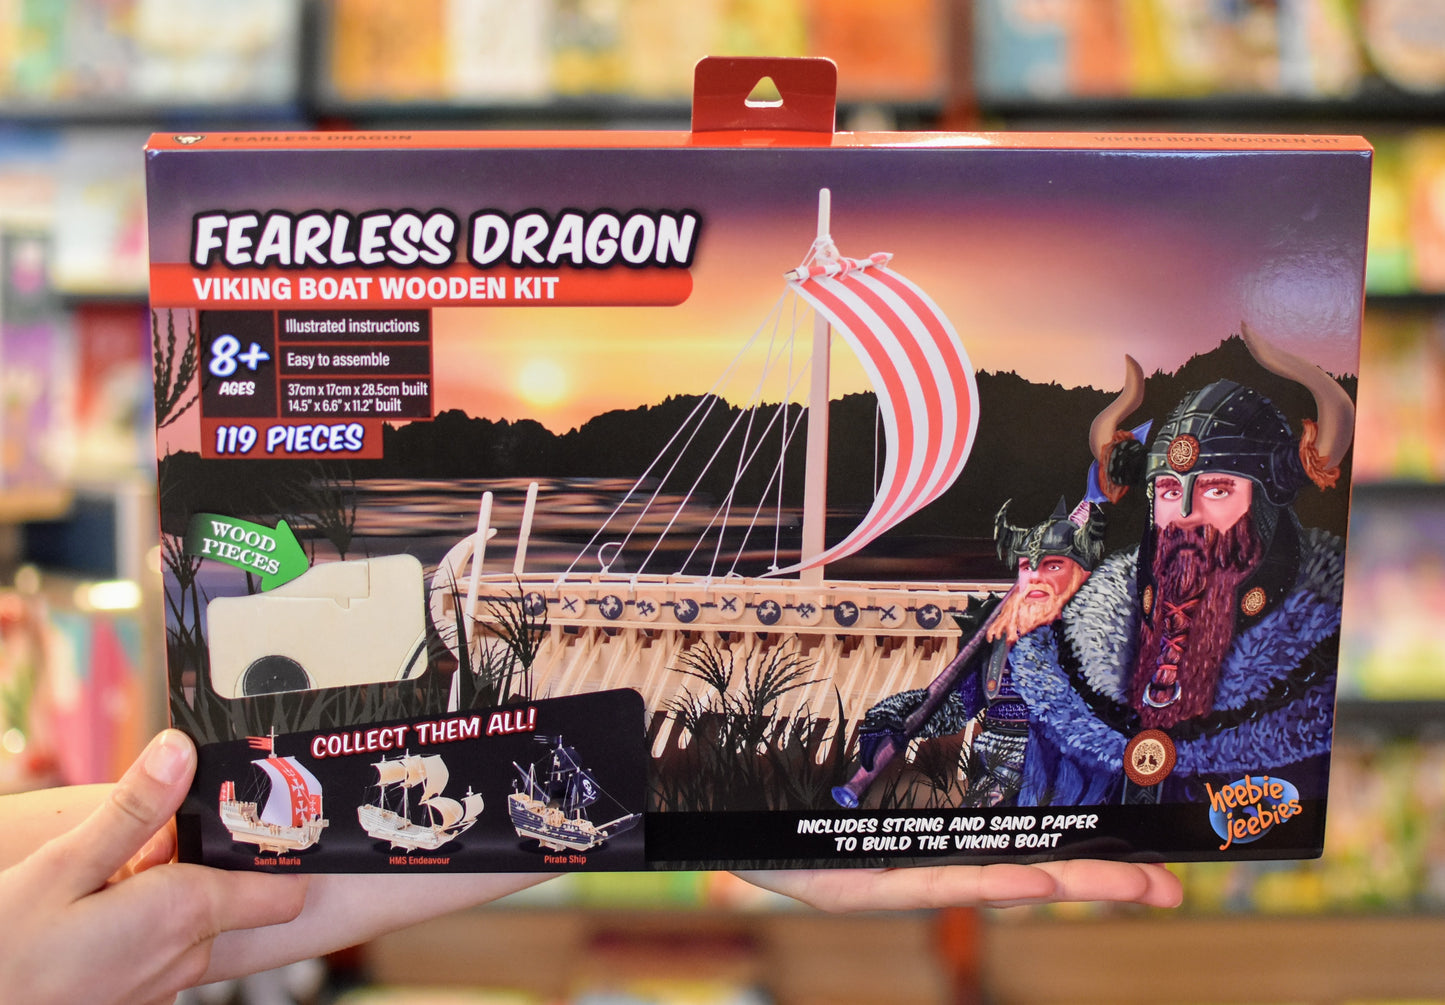 FEARLESS DRAGON
VIKING BOAT WOODEN KIT
FEARLESS DRAGON
VIKING BOAT WOODEN KIT
8+
AGES
Illustrated instructions
Easy to assemble
37cm x 17cm x 28.5cm built
14.5" x 6.6" x 11.2" built
119 PIECES
WOOD
PIECES
COLLECT THEM ALL!
Santa Maria
HMS Endeavour
Pirate Ship
INCLUDES STRING AND SAND PAPER
TO BUILD THE VIKING BOAT
heebie
jeebies